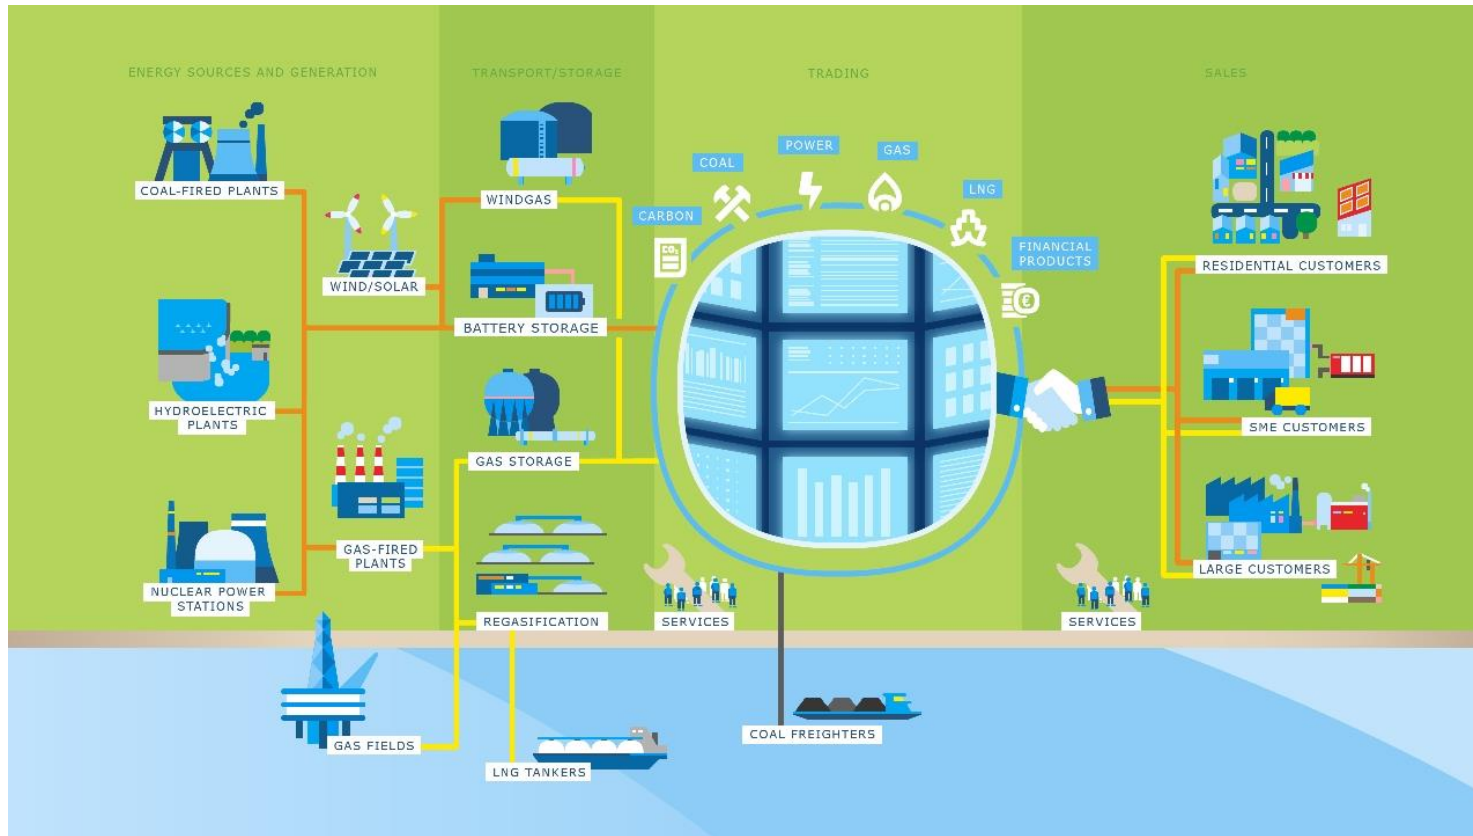 ENERGY SOURCES AND GENERATION
TRANSPORT/STORAGE
TRADING
SALES
COAL-FIRED PLANTS
WIND/SOLAR
HYDROELECTRIC
PLANTS
GAS-FIRED
PLANTS
NUCLEAR POWER
STATIONS
GAS FIELDS
WINDGAS
BATTERY STORAGE
GAS STORAGE
REGASIFICATION
LNG TANKERS
CARBON
CO₂
COAL
POWER
GAS
LNG
FINANCIAL
PRODUCTS
€
SERVICES
COAL FREIGHTERS
RESIDENTIAL CUSTOMERS
SME CUSTOMERS
LARGE CUSTOMERS
SERVICES